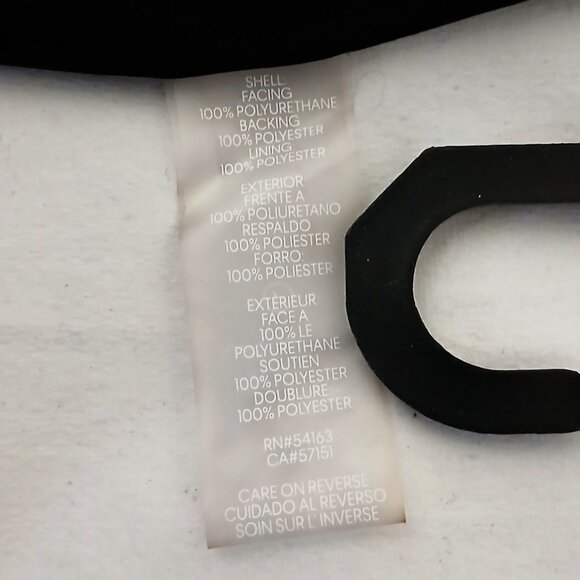 SHELL:
FACING
100% POLYURETHANE
BACKING
100% POLYESTER
LINING
100% POLYESTER
EXTERIOR
FRENTE A
100% POLIURETANO
RESPALDO
100% POLIESTER
FORRO:
100% POLIESTER
EXTERIEUR:
FACE A
100% LE
POLYURETHANE
SOUTIEN
100% POLYESTER
DOUBLURE:
100% POLYESTER
RN#54163
CA#57151
CARE ON REVERSE
CUIDADO AL REVERSO
SOIN SUR L' INVERSE